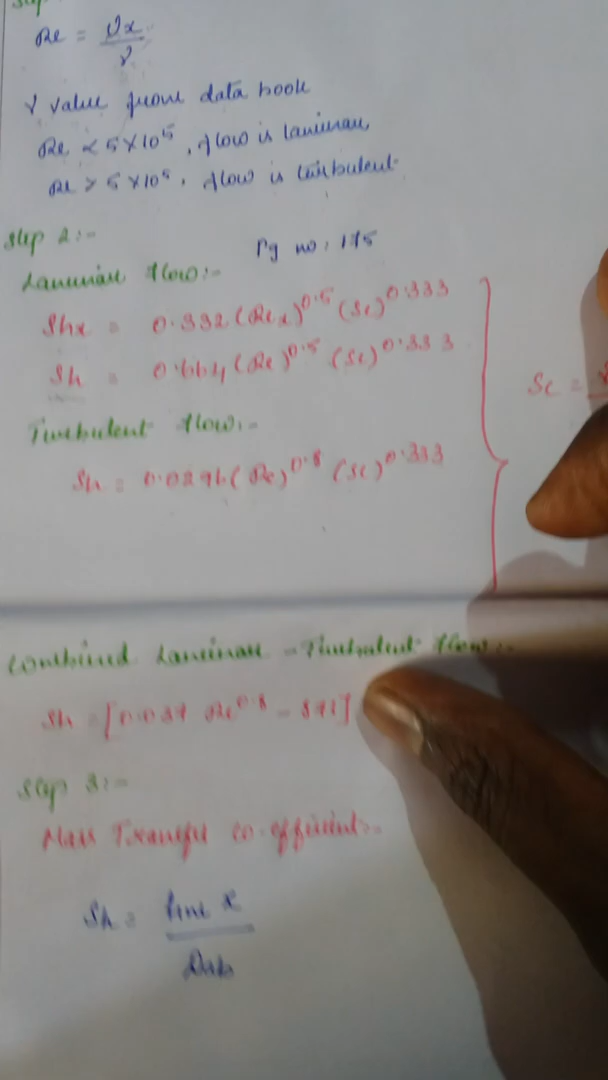 Re = Ux
ν
γ value from data book
Re < 5×10⁵, flow is laminar,
Re > 5×10⁵, flow is turbulent
Step 2:-
Pg no: 175
Laminar flow:-
Shx = 0.332 (Rex)^0.5 (Sc)^0.333
Sh = 0.664 (Re)^0.5 (Sc)^0.333
Sc =
Turbulent flow:-
Sh = 0.0296 (Re)^0.8 (Sc)^0.333
Combined Laminar - Turbulent flow:-
Sh = [0.037 Re^0.8 - 871]
Step 3:-
Mass Transfer co-efficient:-
Sh = hm x
Dab